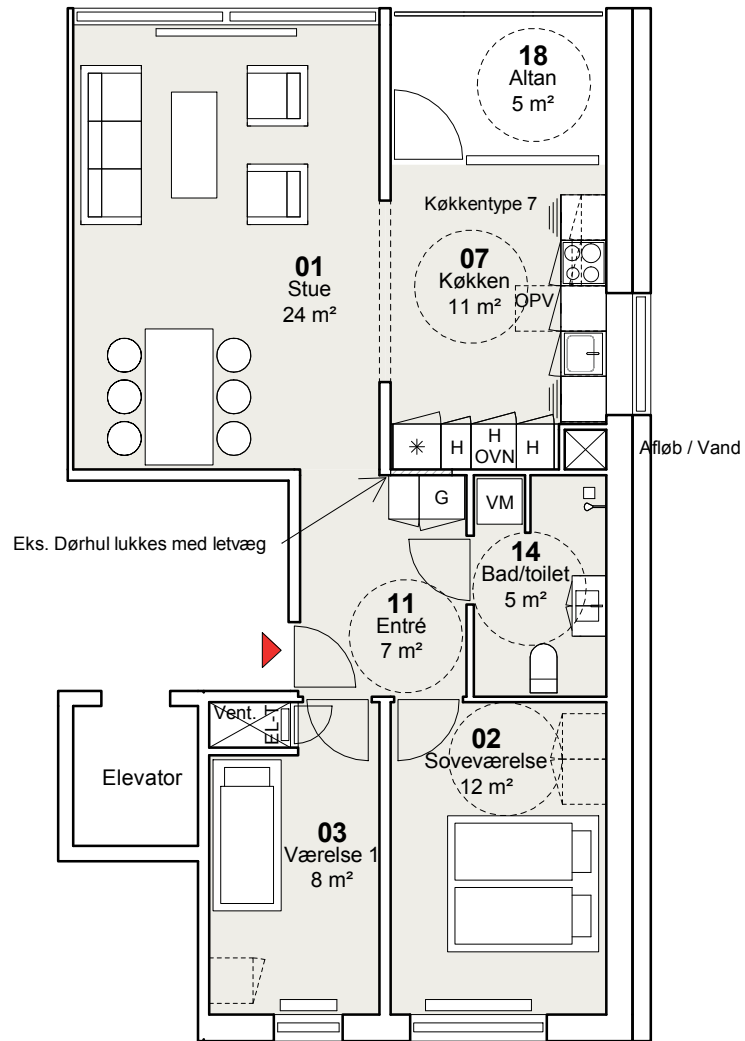 18
Altan
5 m²
Køkkentype 7
01
Stue
24 m²
07
Køkken
11 m²
OPV
H
H
OVN
H
Afløb / Vand
G
VM
Eks. Dørhul lukkes med letvæg
14
Bad/toilet
5 m²
11
Entré
7 m²
Vent.
EL-T
02
Soveværelse
12 m²
Elevator
03
Værelse 1
8 m²